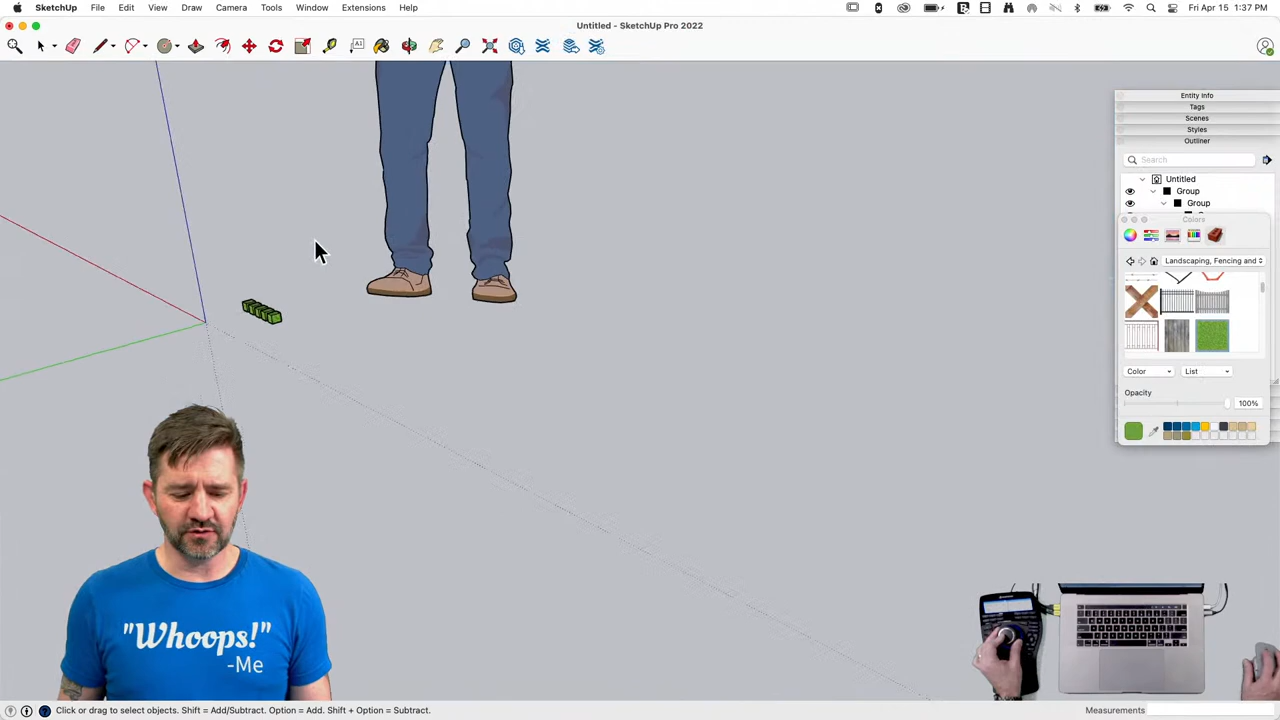 SketchUp File Edit View Draw Camera Tools Window Extensions Help Fri Apr 15 1:37 PM
Untitled - SketchUp Pro 2022
Entity Info
Tags
Scenes
Styles
Outliner
Search
Untitled
Group
Group
Colors
Landscaping, Fencing and
Color List
Opacity
100%
"Whoops!"
-Me
Click or drag to select objects. Shift = Add/Subtract. Option = Add. Shift + Option = Subtract. Measurements